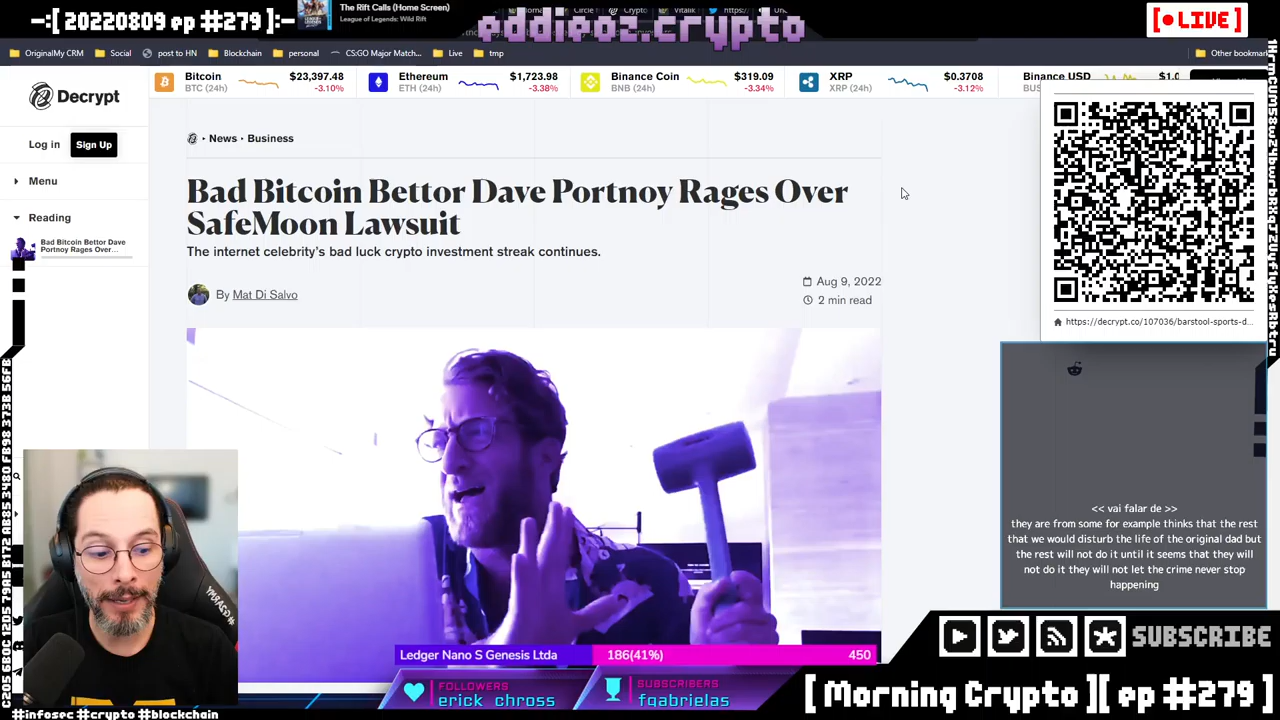 -:[ 20220809 ep #279 ]:-
The Rift Calls (Home Screen)
League of Legends: Wild Rift
Circle
Crypto
Vitalik
https:/
eddieoz.crypto
[ • LIVE ]
OriginalMy CRM
Social
post to HN
Blockchain
personal
CS:GO Major Match...
Live
tmp
Other bookmar
Decrypt
Bitcoin
BTC (24h)
$23,397.48
-3.10%
Ethereum
ETH (24h)
$1,723.98
-3.38%
Binance Coin
BNB (24h)
$319.09
-3.34%
XRP
XRP (24h)
$0.3708
-3.12%
Binance USD
BUS
$1.0
Log in
Sign Up
Menu
Reading
Bad Bitcoin Bettor Dave
Portnoy Rages Over...
News · Business
Bad Bitcoin Bettor Dave Portnoy Rages Over
SafeMoon Lawsuit
The internet celebrity's bad luck crypto investment streak continues.
By Mat Di Salvo
Aug 9, 2022
2 min read
https://decrypt.co/107036/barstool-sports-d...
<< vai falar de >>
they are from some for example thinks that the rest
that we would disturb the life of the original dad but
the rest will not do it until it seems that they will
not do it they will not let the crime never stop
happening
Ledger Nano S Genesis Ltda
186(41%)
450
FOLLOWERS
erick_chross
SUBSCRIBERS
fgabrielas
SUBSCRIBE
[ Morning Crypto ][ ep #279 ]
#infosec #crypto #blockchain